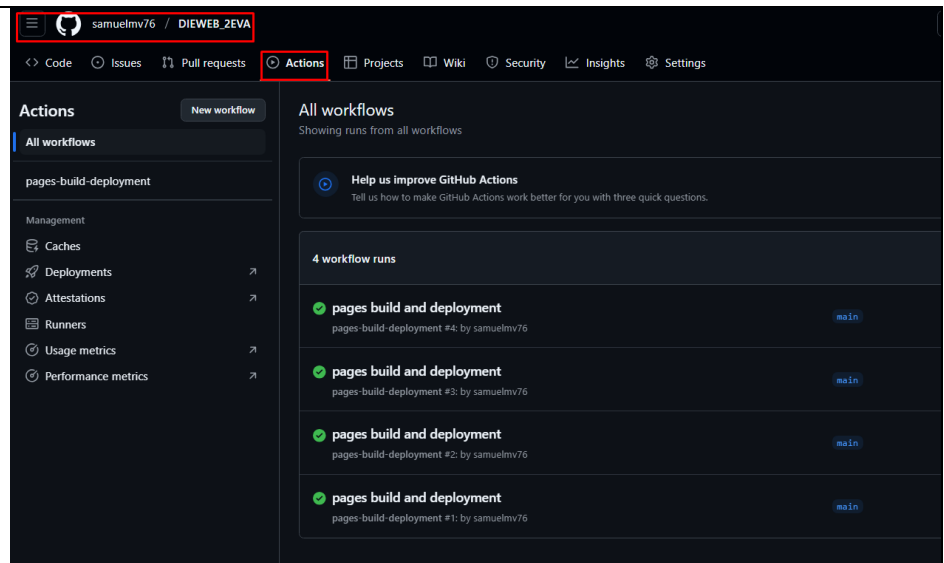 samuelmv76 / DIEWEB_2EVA
Code Issues Pull requests Actions Projects Wiki Security Insights Settings
Actions
New workflow
All workflows
pages-build-deployment
Management
Caches
Deployments
Attestations
Runners
Usage metrics
Performance metrics
All workflows
Showing runs from all workflows
Help us improve GitHub Actions
Tell us how to make GitHub Actions work better for you with three quick questions.
4 workflow runs
pages build and deployment
pages-build-deployment #4: by samuelmv76
main
pages build and deployment
pages-build-deployment #3: by samuelmv76
main
pages build and deployment
pages-build-deployment #2: by samuelmv76
main
pages build and deployment
pages-build-deployment #1: by samuelmv76
main